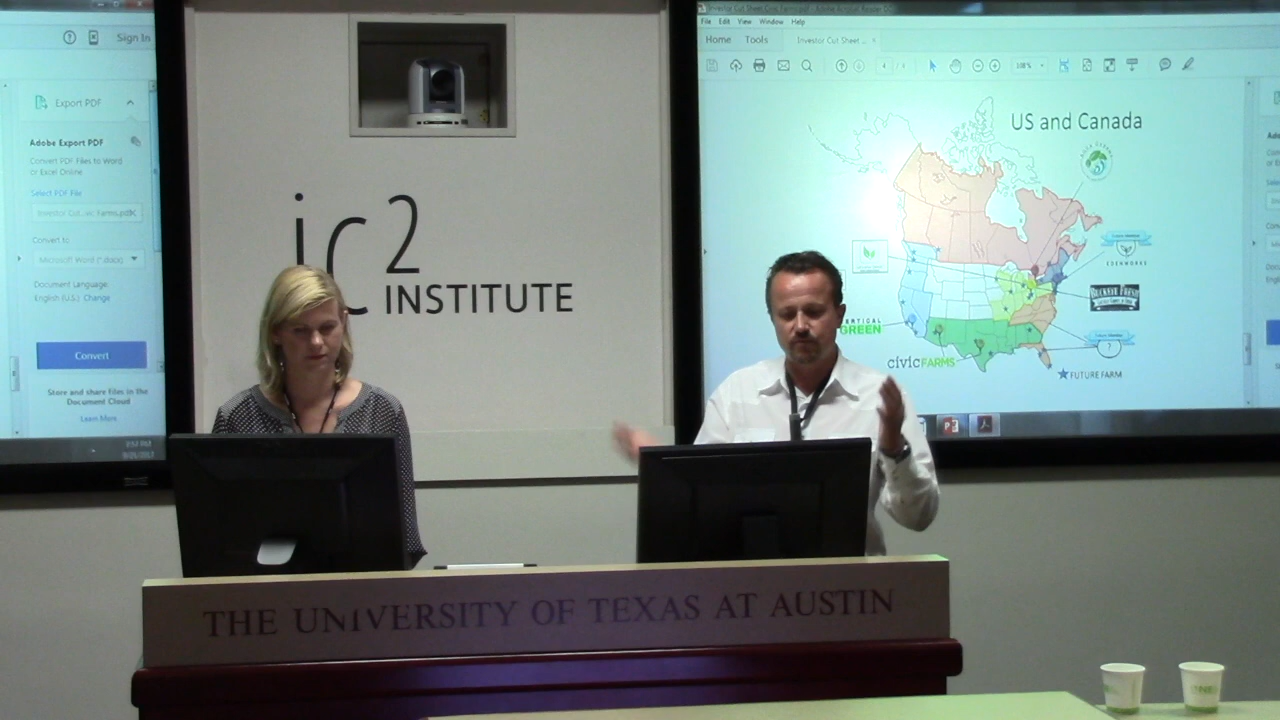 Sign In
Export PDF
Adobe Export PDF
Convert PDF Files to Word
or Excel Online
Select PDF File
Convert to
Microsoft Word (*.docx)
Document Language:
English (U.S.) Change
Convert
Store and share files in the
Document Cloud
Learn More
ic2
INSTITUTE
File Edit View Window Help
Home Tools Investor Cut Sheet ...
US and Canada
EDENWORKS
VERTICAL
GREEN
civicFARMS
?
FUTURE FARM
THE UNIVERSITY OF TEXAS AT AUSTIN